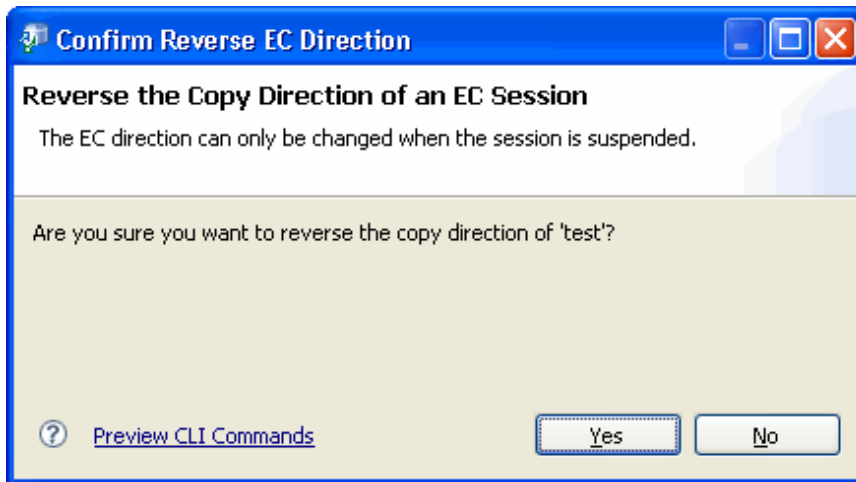 Confirm Reverse EC Direction
Reverse the Copy Direction of an EC Session
The EC direction can only be changed when the session is suspended.
Are you sure you want to reverse the copy direction of 'test'?
? Preview CLI Commands Yes No